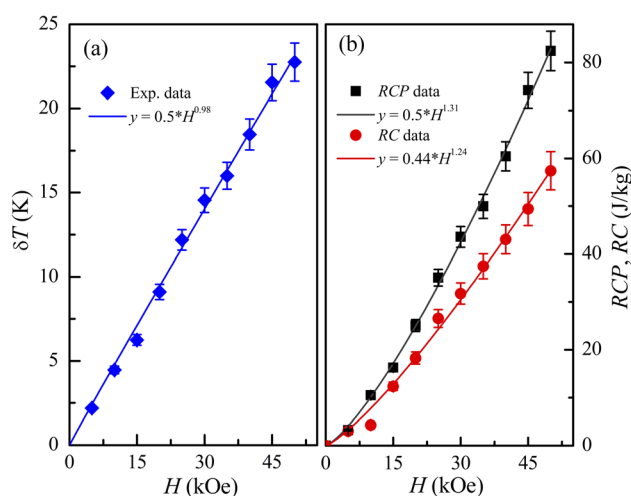 (a)
Exp. data
y = 0.5*H^0.98
25
20
15
10
5
0
δT (K)
0 15 30 45
H (kOe)
(b)
RCP data
y = 0.5*H^1.31
RC data
y = 0.44*H^1.24
80
60
40
20
0
RCP, RC (J/kg)
0 15 30 45
H (kOe)